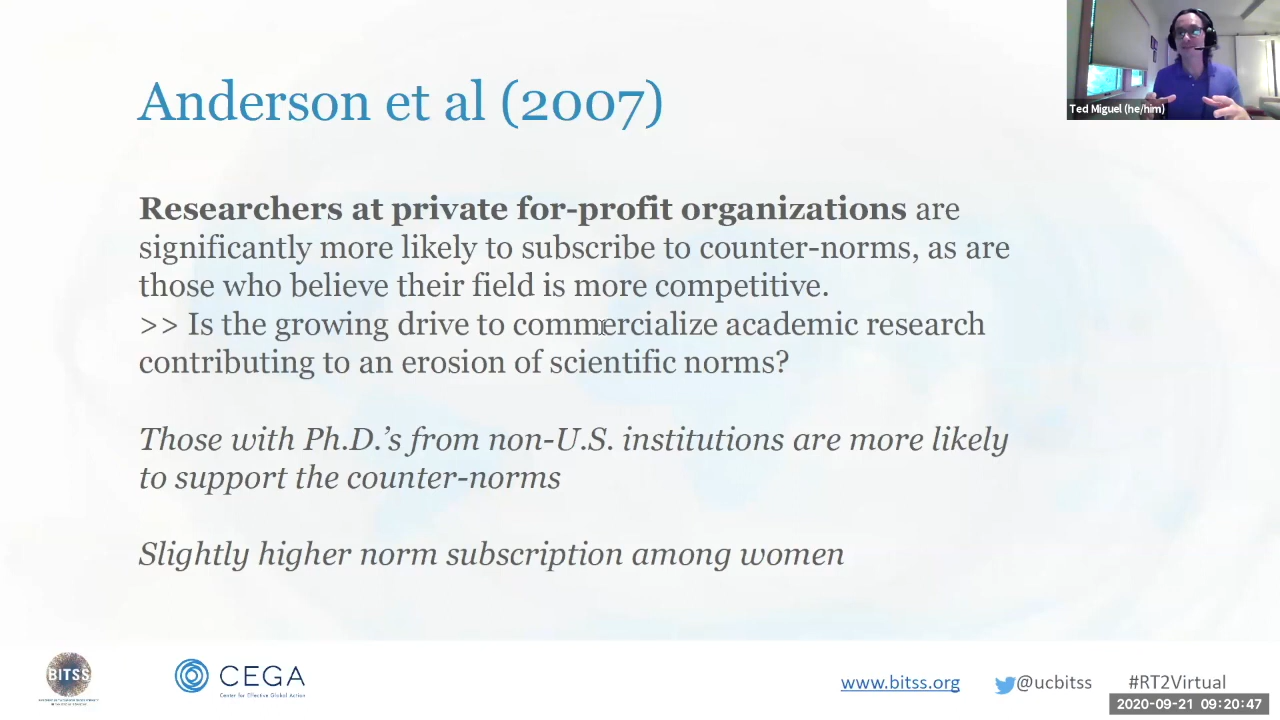 Anderson et al (2007)
Ted Miguel (he/him)
Researchers at private for-profit organizations are
significantly more likely to subscribe to counter-norms, as are
those who believe their field is more competitive.
>> Is the growing drive to commercialize academic research
contributing to an erosion of scientific norms?
Those with Ph.D.’s from non-U.S. institutions are more likely
to support the counter-norms
Slightly higher norm subscription among women
BITSS
CEGA
Center for Effective Global Action
www.bitss.org
@ucbitss
#RT2Virtual
2020-09-21 09:20:47